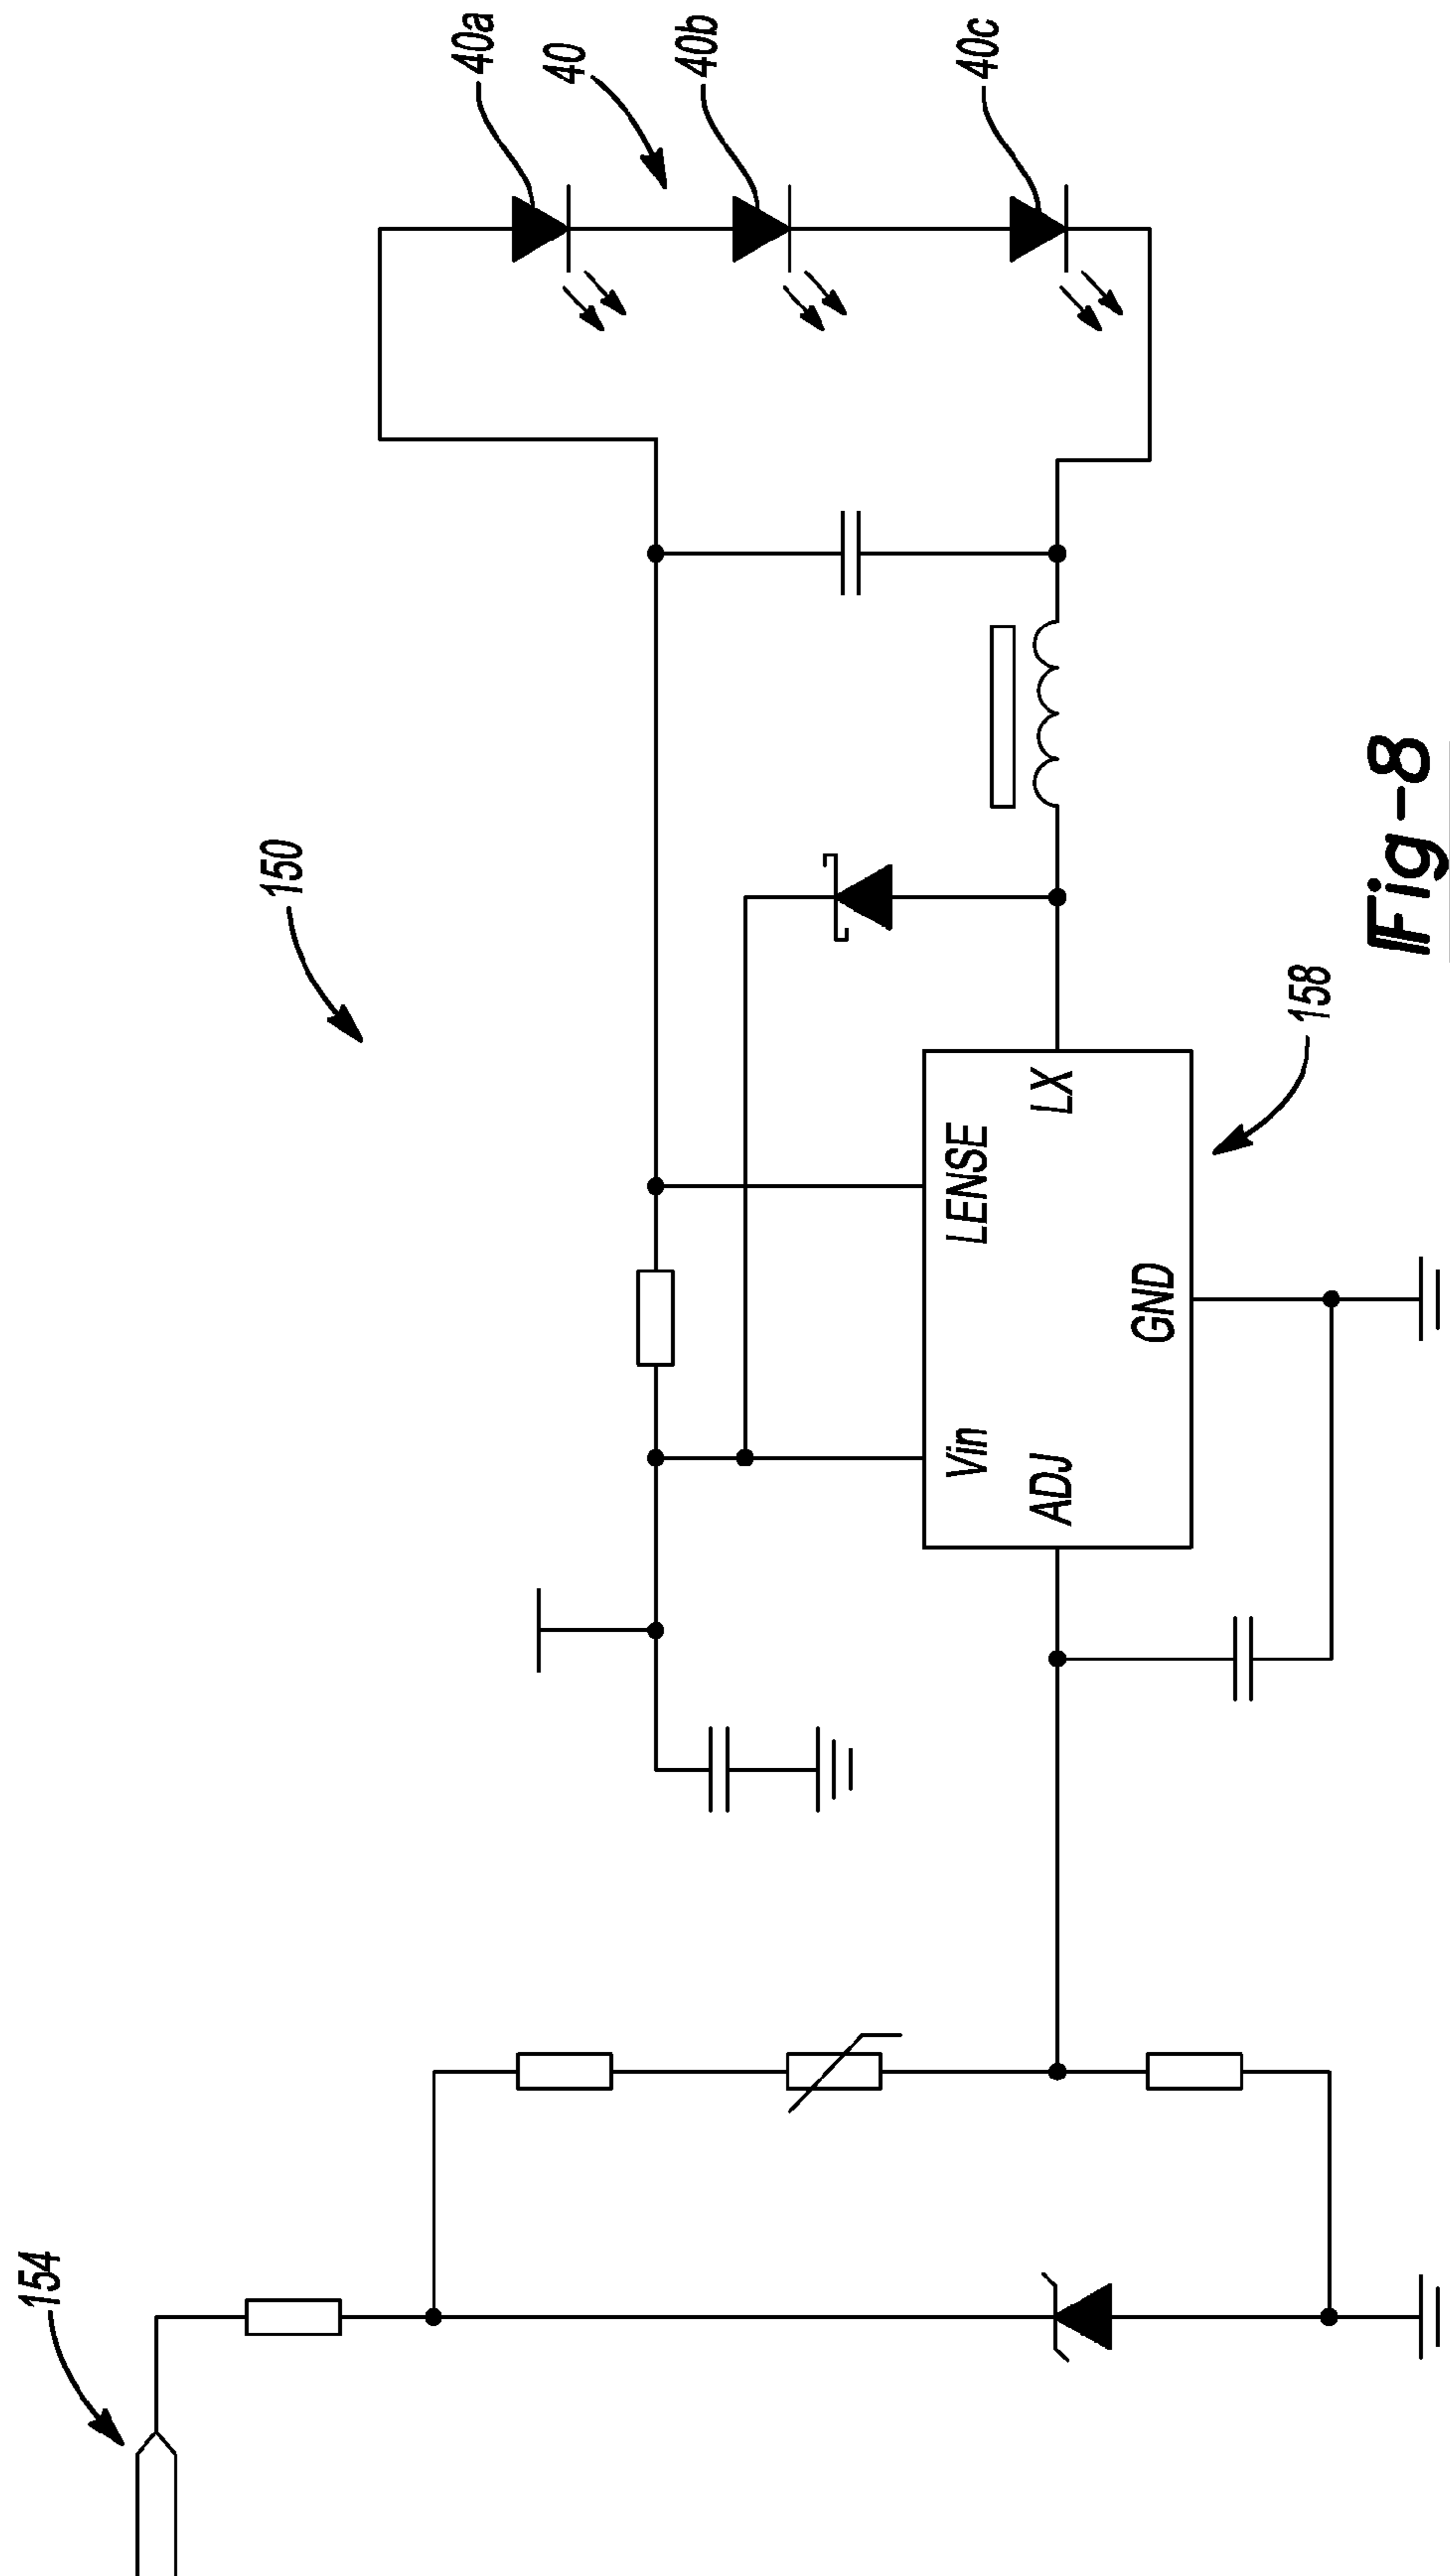 40a
40
40b
40c
150
154
Vin
LENSE
ADJ
LX
GND
158
Fig-8